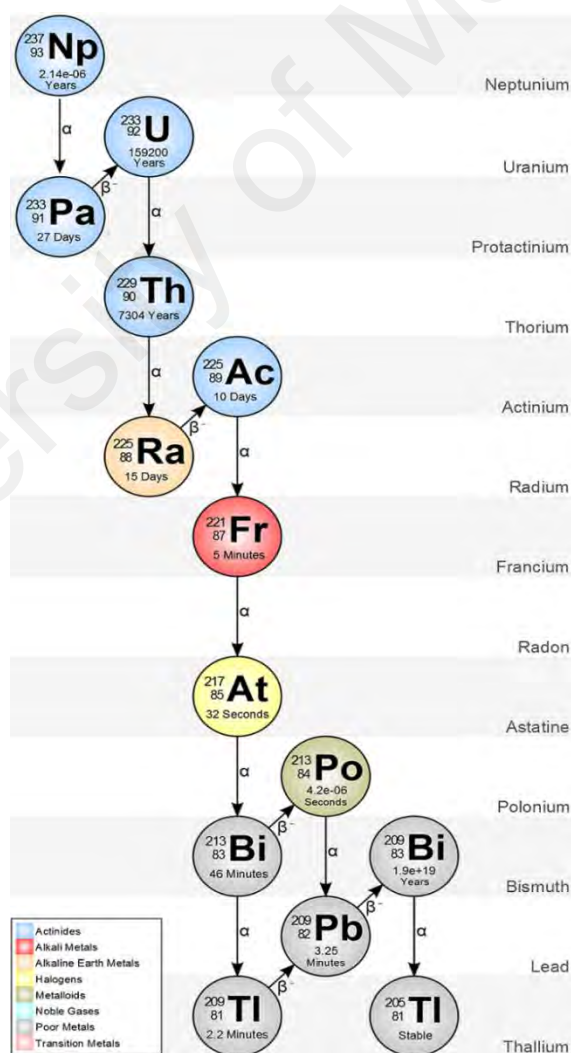 237
93 Np
2.14e-06
Years
Neptunium
α
233
92 U
159200
Years
Uranium
β⁻
233
91 Pa
27 Days
α
Protactinium
229
90 Th
7304 Years
Thorium
α
225
89 Ac
10 Days
Actinium
β⁻
225
88 Ra
15 Days
α
Radium
221
87 Fr
5 Minutes
Francium
α
Radon
217
85 At
32 Seconds
Astatine
α
213
84 Po
4.2e-06
Seconds
Polonium
β⁻
213
83 Bi
46 Minutes
α
209
83 Bi
1.9e+19
Years
Bismuth
β⁻
α
209
82 Pb
3.25
Minutes
α
Lead
β⁻
209
81 Tl
2.2 Minutes
205
81 Tl
Stable
Thallium
Actinides
Alkali Metals
Alkaline Earth Metals
Halogens
Metalloids
Noble Gases
Poor Metals
Transition Metals
ersity of M